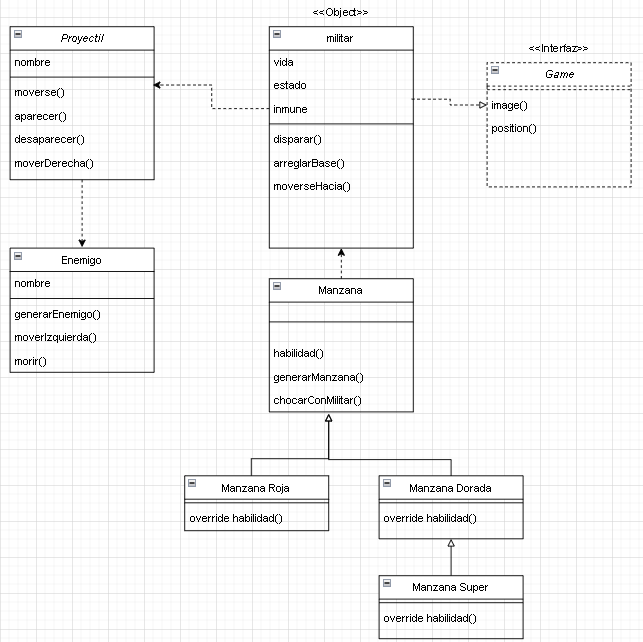 <<Object>>
Proyectil
nombre
moverse()
aparecer()
desaparecer()
moverDerecha()
militar
vida
estado
inmune
disparar()
arreglarBase()
moverseHacia()
<<Interfaz>>
Game
image()
position()
Enemigo
nombre
generarEnemigo()
moverIzquierda()
morir()
Manzana
habilidad()
generarManzana()
chocarConMilitar()
Manzana Roja
override habilidad()
Manzana Dorada
override habilidad()
Manzana Super
override habilidad()